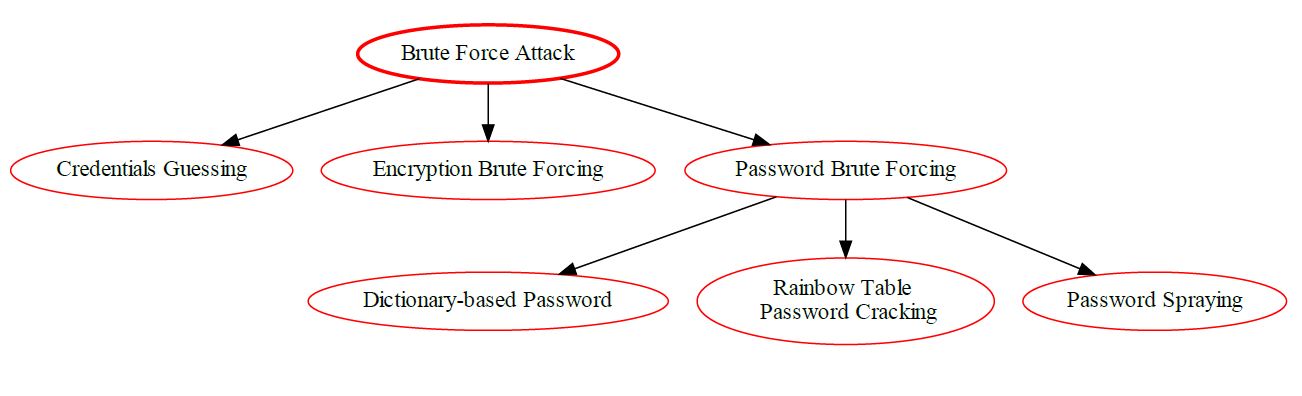 Brute Force Attack
Credentials Guessing
Encryption Brute Forcing
Password Brute Forcing
Dictionary-based Password
Rainbow Table
Password Cracking
Password Spraying